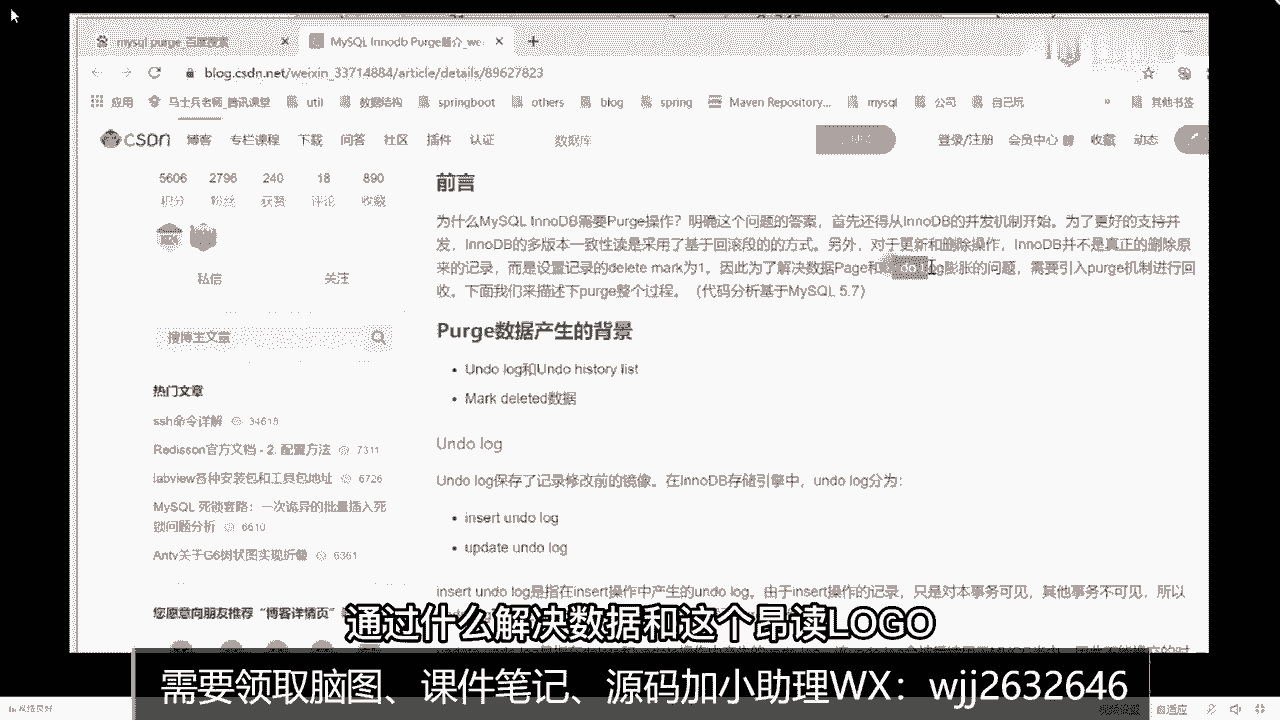 mysql purge_百度搜索
MySQL Innodb Purge简介_we
blog.csdn.net/weixin_33714884/article/details/89627823
应用 马士兵老师_腾讯课堂 util 数据结构 springboot others blog spring Maven Repository... mysql 公司 自己玩 » 其他书签
CSDN 博客 专栏课程 下载 问答 社区 插件 认证 数据库 登录/注册 会员中心 收藏 动态
5606 2796 240 18 890
积分 粉丝 获赞 评论 收藏
私信 关注
搜博主文章
热门文章
ssh命令详解 34618
Redisson官方文档 - 2. 配置方法 7311
labview各种安装包和工具包地址 6726
MySQL 死锁套路：一次诡异的批量插入死
锁问题分析 6610
Antv关于G6树状图实现折叠 6361
您愿意向朋友推荐“博客详情页”
前言
为什么MySQL InnoDB需要Purge操作？明确这个问题的答案，首先还得从InnoDB的并发机制开始。为了更好的支持并
发，InnoDB的多版本一致性读是采用了基于回滚段的的方式。另外，对于更新和删除操作，InnoDB并不是真正的删除原
来的记录，而是设置记录的delete mark为1。因此为了解决数据Page和Undo Log膨胀的问题，需要引入purge机制进行回
收。下面我们来描述下purge整个过程。（代码分析基于MySQL 5.7）
Purge数据产生的背景
Undo log和Undo history list
Mark deleted数据
Undo log
Undo log保存了记录修改前的镜像。在InnoDB存储引擎中，undo log分为：
insert undo log
update undo log
insert undo log是指在insert操作中产生的undo log。由于insert操作的记录，只是对本事务可见，其他事务不可见，所以
通过什么解决数据和这个昂读LOGO
需要领取脑图、课件笔记、源码加小助理WX：wjj2632646